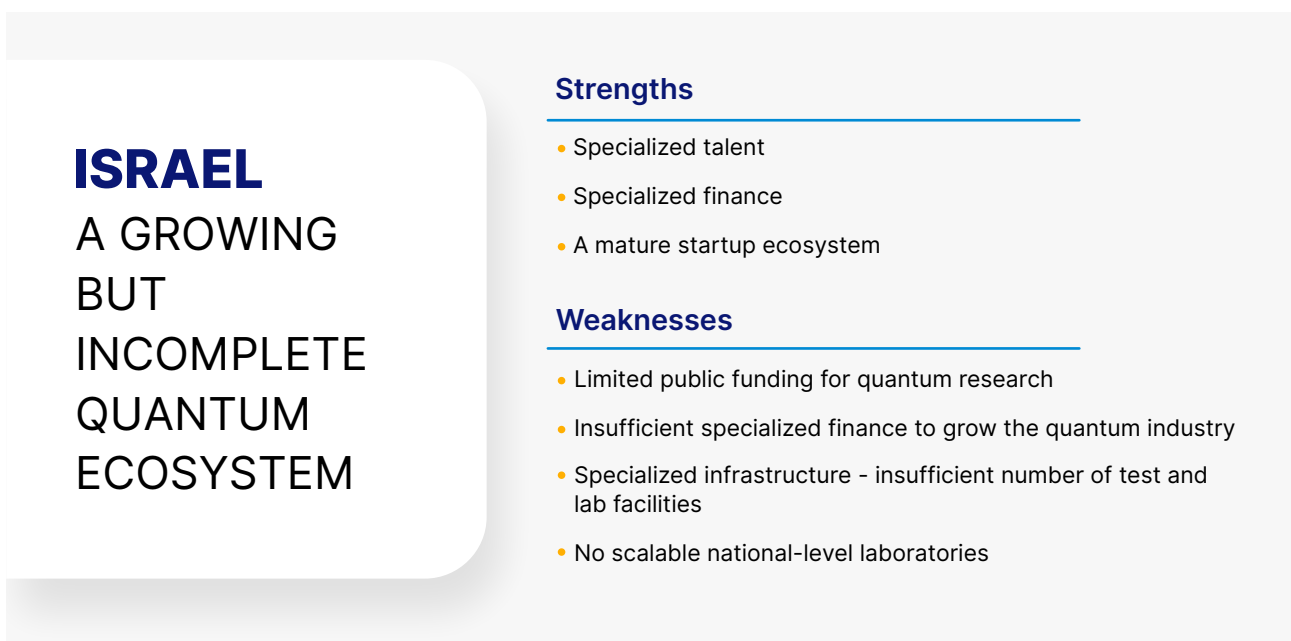 ISRAEL
A GROWING
BUT
INCOMPLETE
QUANTUM
ECOSYSTEM
Strengths
• Specialized talent
• Specialized finance
• A mature startup ecosystem
Weaknesses
• Limited public funding for quantum research
• Insufficient specialized finance to grow the quantum industry
• Specialized infrastructure - insufficient number of test and
lab facilities
• No scalable national-level laboratories